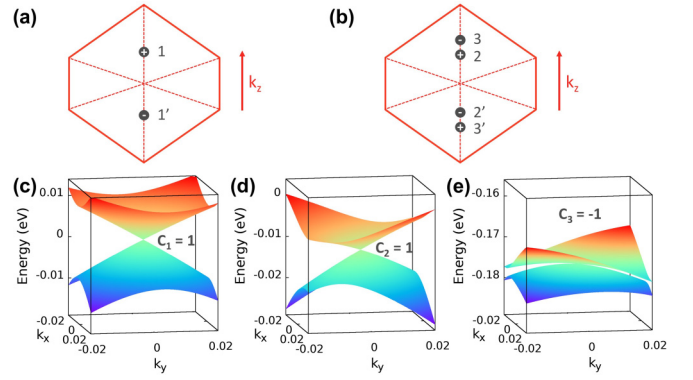 (a)
+ 1
- 1′
k_z
(b)
- 3
+ 2
- 2′
+ 3′
k_z
(c)
Energy (eV)
0.01
0
-0.01
-0.02
C₁ = 1
0
k_x
0.02
-0.02
0
0.02
k_y
(d)
Energy (eV)
0
-0.01
-0.02
C₂ = 1
0
k_x
0.02
-0.02
0
0.02
k_y
(e)
Energy (eV)
-0.16
-0.17
-0.18
-0.02
C₃ = -1
0
k_x
0.02
-0.02
0
0.02
k_y